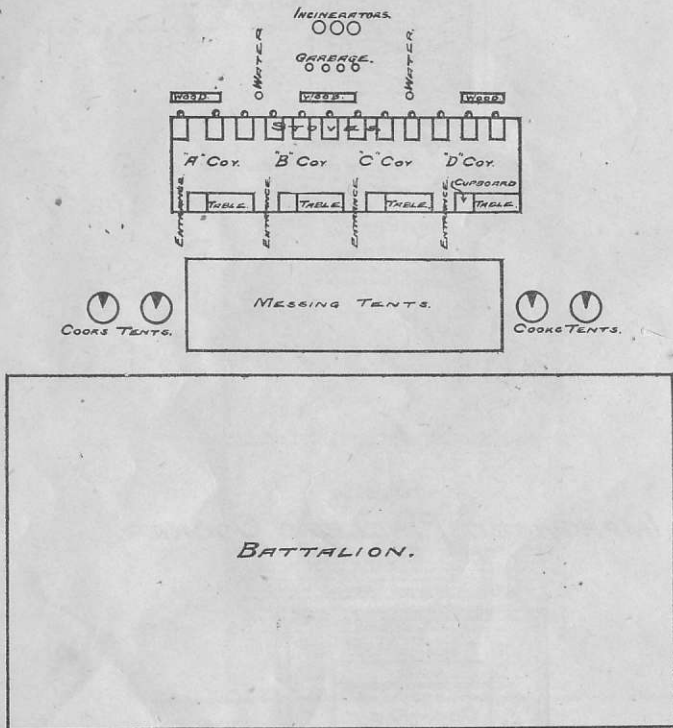 INCINERATORS.
GARBAGE.
WATER
WATER.
WOOD.
WOOD.
WOOD
STOVES
"A" COY.
"B" COY
"C" COY
"D" COY.
CUPBOARD
ENTRANCE.
TABLE.
ENTRANCE.
TABLE.
ENTRANCE.
TABLE.
ENTRANCE.
TABLE.
MESSING TENTS.
COOKS TENTS.
COOKS TENTS.
BATTALION.